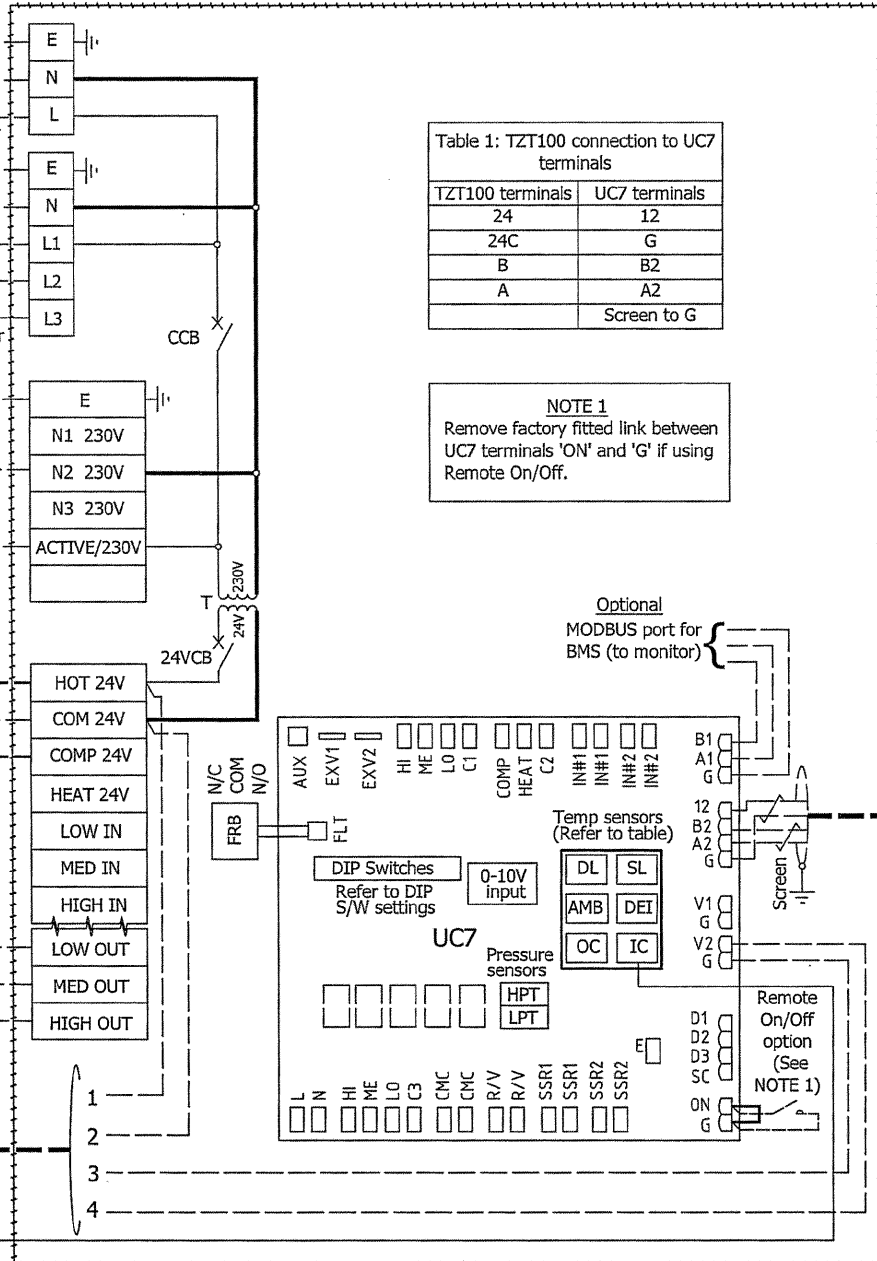 E
N
L
E
N
L1
L2
L3
CCB
E
N1 230V
N2 230V
N3 230V
ACTIVE/230V
T
230V
24V
24VCB
HOT 24V
COM 24V
COMP 24V
HEAT 24V
LOW IN
MED IN
HIGH IN
LOW OUT
MED OUT
HIGH OUT
1
2
3
4
Table 1: TZT100 connection to UC7
terminals
TZT100 terminals UC7 terminals
24 12
24C G
B B2
A A2
Screen to G
NOTE 1
Remove factory fitted link between
UC7 terminals 'ON' and 'G' if using
Remote On/Off.
Optional
MODBUS port for
BMS (to monitor)
N/C
COM
N/O
FRB
FLT
AUX
EXV1
EXV2
HI
ME
LO
C1
COMP
HEAT
C2
IN#1
IN#1
IN#2
IN#2
DIP Switches
Refer to DIP
S/W settings
0-10V
input
Temp sensors
(Refer to table)
DL SL
AMB DEI
OC IC
UC7
Pressure
sensors
HPT
LPT
E
B1
A1
G
12
B2
A2
G
Screen
V1
G
V2
G
D1
D2
D3
SC
ON
G
Remote
On/Off
option
(See
NOTE 1)
L
N
HI
ME
LO
C3
CMC
CMC
R/V
R/V
SSR1
SSR1
SSR2
SSR2